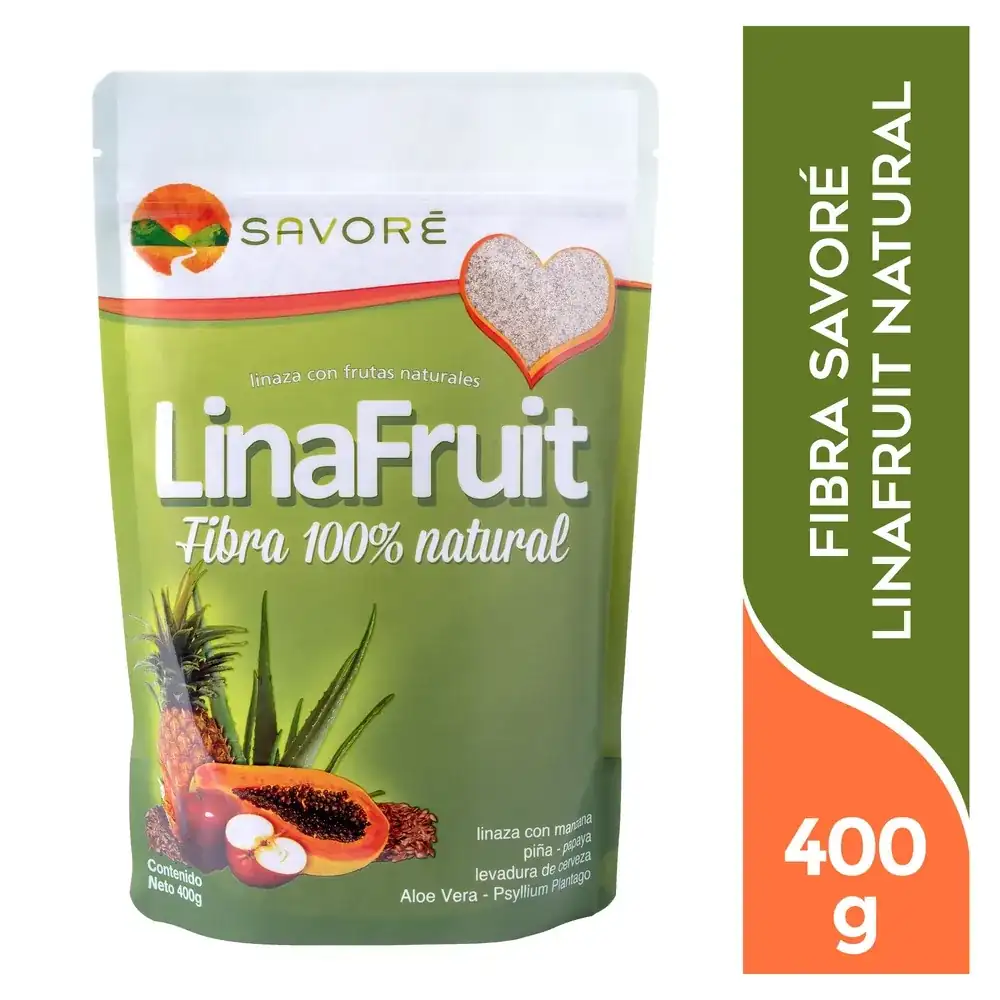 SAVORÉ
linaza con frutas naturales
LinaFruit
Fibra 100% natural
linaza con manzana
piña - papaya
levadura de cerveza
Aloe Vera - Psyllium Plantago
Contenido
Neto 400g
FIBRA SAVORÉ
LINAFRUIT NATURAL
400
g